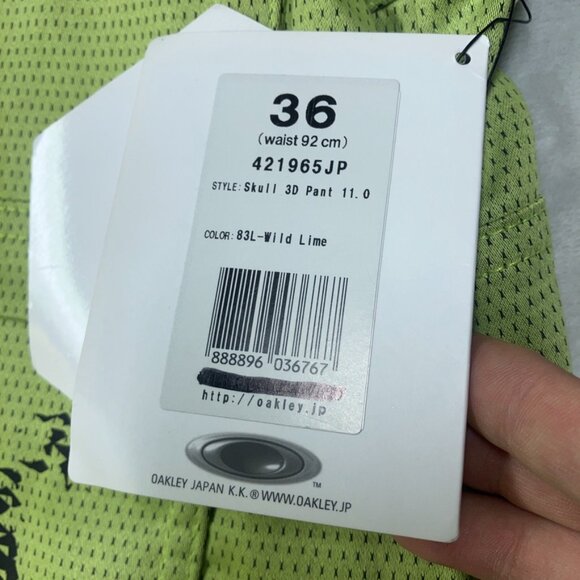 36
(waist 92 cm)
421965JP
STYLE: Skull 3D Pant 11.0
COLOR: 83L-Wild Lime
888896 036767
http://oakley.jp
™
OAKLEY JAPAN K.K.® WWW.OAKLEY.JP